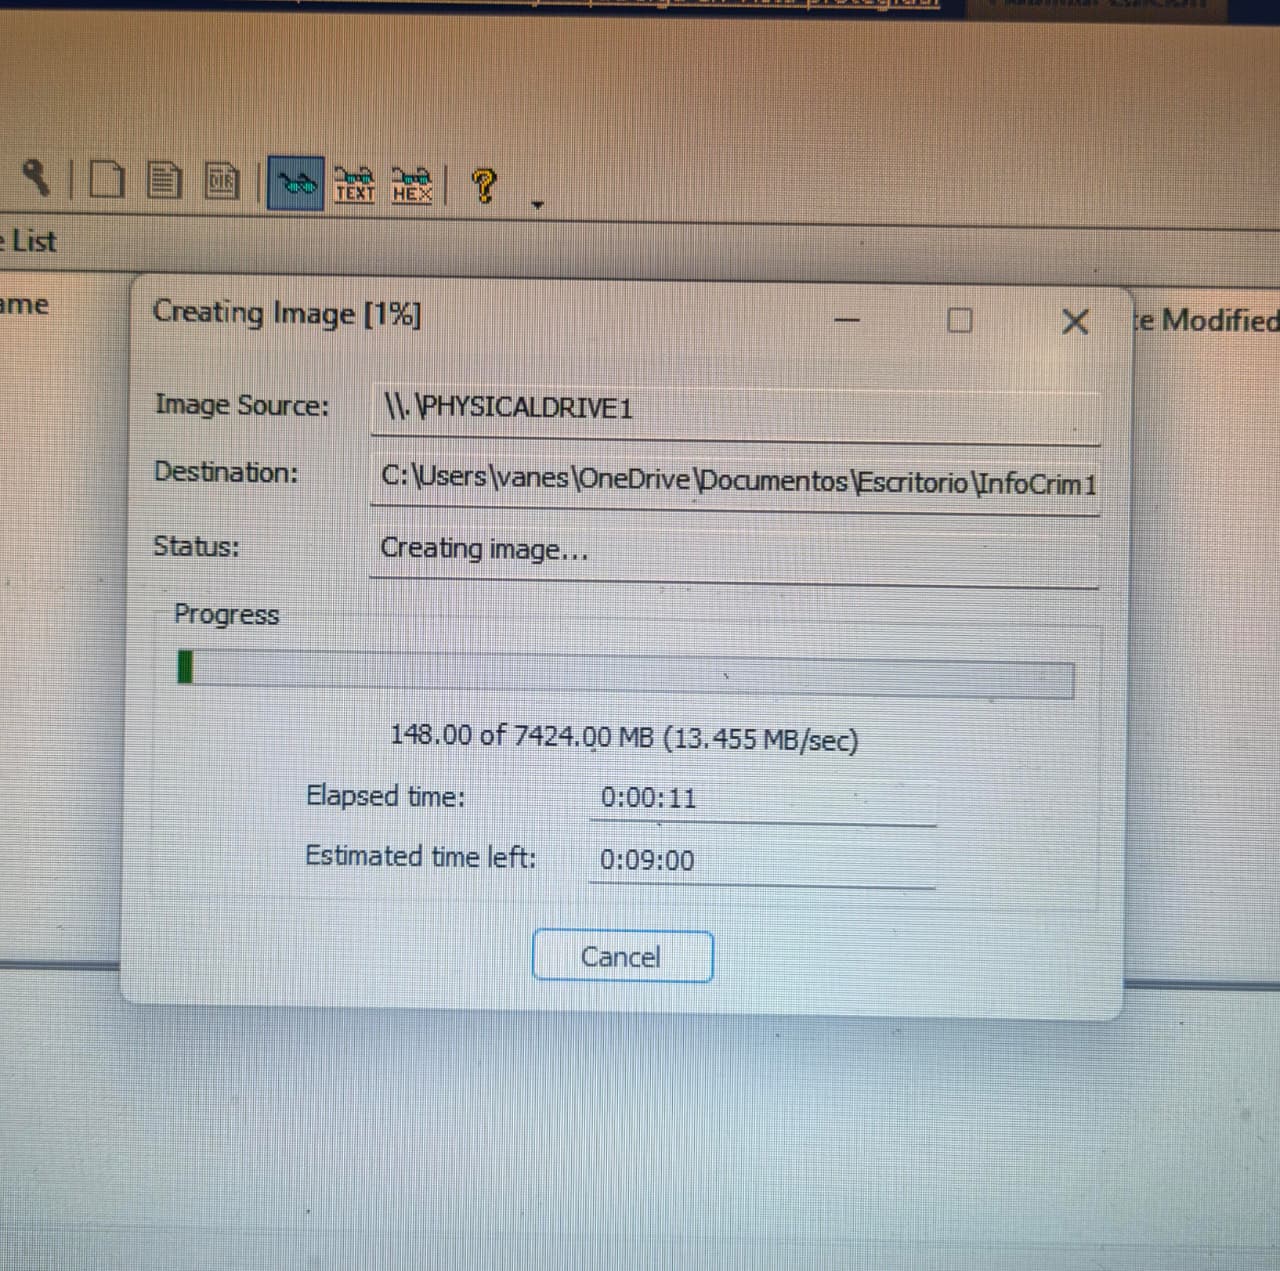 DIR TEXT HEX ?
List
Creating Image [1%]
Modified
Image Source: \\.\PHYSICALDRIVE1
Destination: C:\Users\vanes\OneDrive\Documentos\Escritorio\InfoCrim1
Status: Creating image...
Progress
148.00 of 7424.00 MB (13.455 MB/sec)
Elapsed time: 0:00:11
Estimated time left: 0:09:00
Cancel